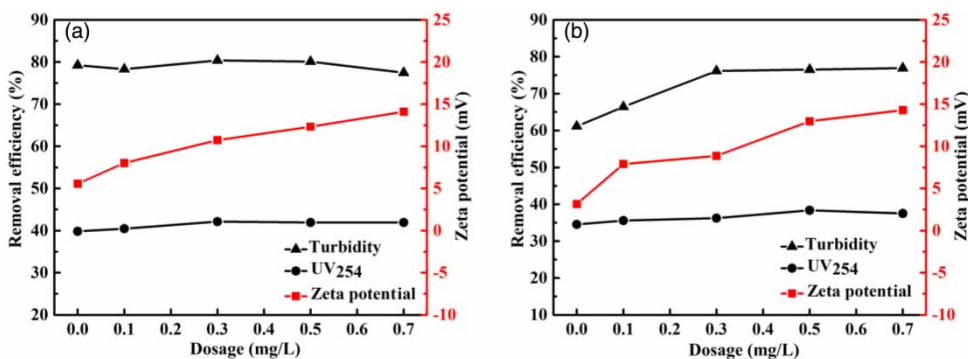 (a)
Removal efficiency (%)
90
80
70
60
50
40
30
20
Zeta potential (mV)
25
20
15
10
5
0
-5
-10
Turbidity
UV254
Zeta potential
0.0 0.1 0.2 0.3 0.4 0.5 0.6 0.7
Dosage (mg/L)
(b)
Removal efficiency (%)
90
80
70
60
50
40
30
20
10
Zeta potential (mV)
25
20
15
10
5
0
-5
-10
Turbidity
UV254
Zeta potential
0.0 0.1 0.2 0.3 0.4 0.5 0.6 0.7
Dosage (mg/L)